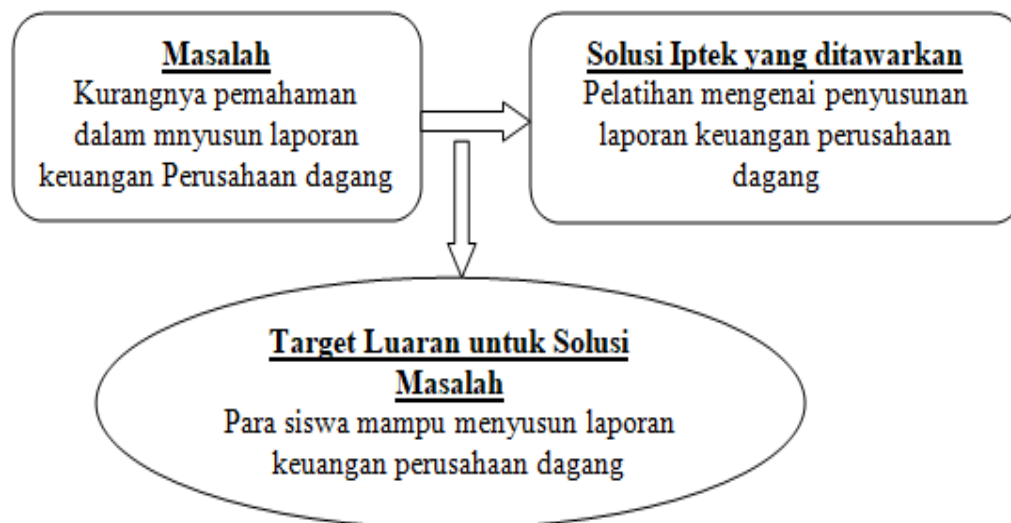 Masalah
Kurangnya pemahaman
dalam mnyusun laporan
keuangan Perusahaan dagang
Solusi Iptek yang ditawarkan
Pelatihan mengenai penyusunan
laporan keuangan perusahaan
dagang
Target Luaran untuk Solusi
Masalah
Para siswa mampu menyusun laporan
keuangan perusahaan dagang